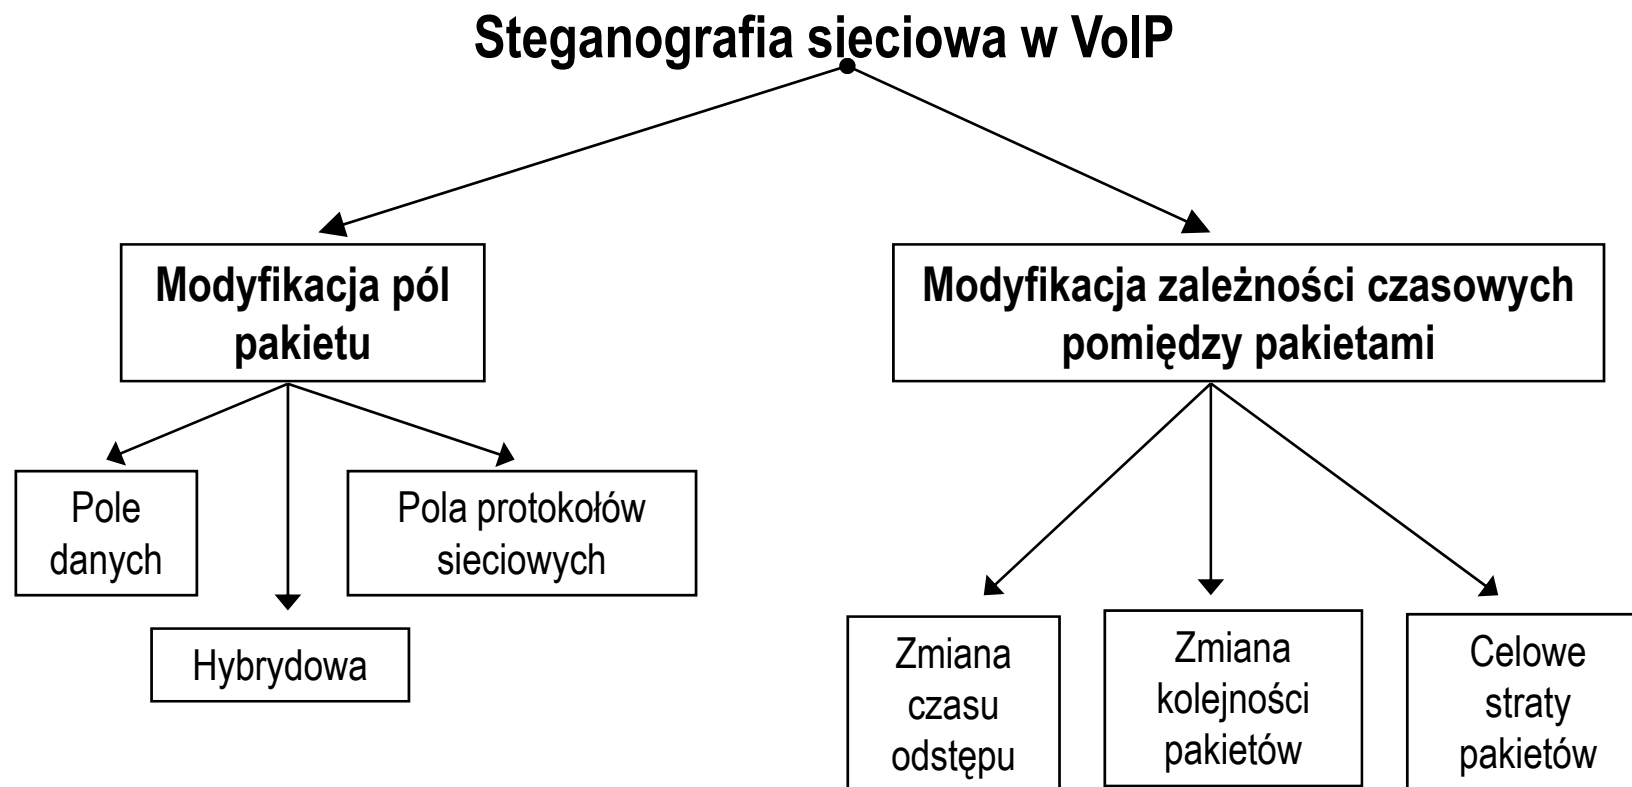 Steganografia sieciowa w VoIP
Modyfikacja pól
pakietu
Modyfikacja zależności czasowych
pomiędzy pakietami
Pole
danych
Pola protokołów
sieciowych
Hybrydowa
Zmiana
czasu
odstępu
Zmiana
kolejności
pakietów
Celowe
straty
pakietów